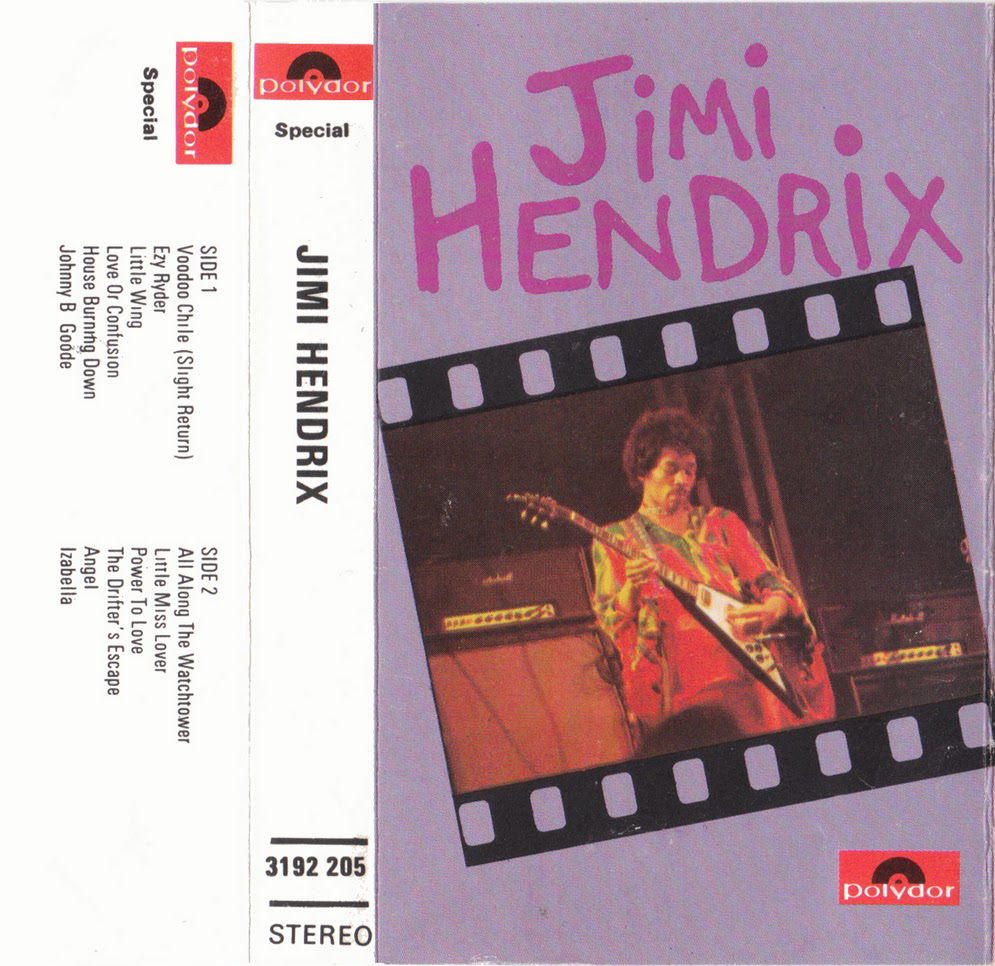 polydor
Special
SIDE 1
Voodoo Chile (Slight Return)
Ezy Ryder
Little Wing
Love Or Confusion
House Burning Down
Johnny B Goode
SIDE 2
All Along The Watchtower
Little Miss Lover
Power To Love
The Drifter's Escape
Angel
Izabella
polydor
Special
JIMI HENDRIX
3192 205
STEREO
JiMi
HENDRiX
polydor